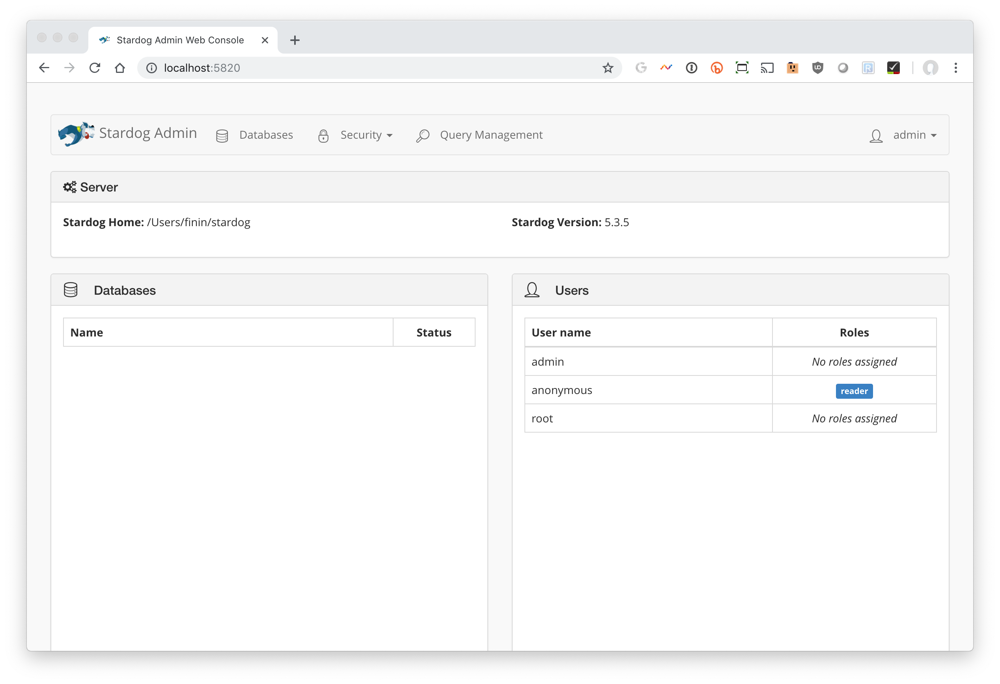 Stardog Admin Web Console
localhost:5820
Stardog Admin Databases Security Query Management admin
Server
Stardog Home: /Users/finin/stardog Stardog Version: 5.3.5
Databases
Name Status
Users
User name Roles
admin No roles assigned
anonymous reader
root No roles assigned